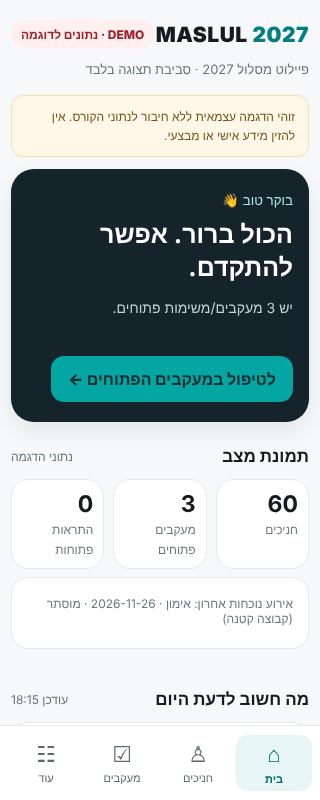 MASLUL 2027
DEMO · נתונים לדוגמה
פיילוט מסלול 2027 · סביבת תצוגה בלבד
זוהי הדגמה עצמאית ללא חיבור לנתוני הקורס. אין
להזין מידע אישי או מבצעי.
בוקר טוב 👋
הכול ברור. אפשר
להתקדם.
יש 3 מעקבים/משימות פתוחים.
לטיפול במעקבים הפתוחים ←
תמונת מצב
נתוני הדגמה
60
חניכים
3
מעקבים
פתוחים
0
התראות
פתוחות
אירוע נוכחות אחרון: אימון · 2026-11-26 · מוסתר
(קבוצה קטנה)
מה חשוב לדעת היום
עודכן 18:15
בית
חניכים
מעקבים
עוד